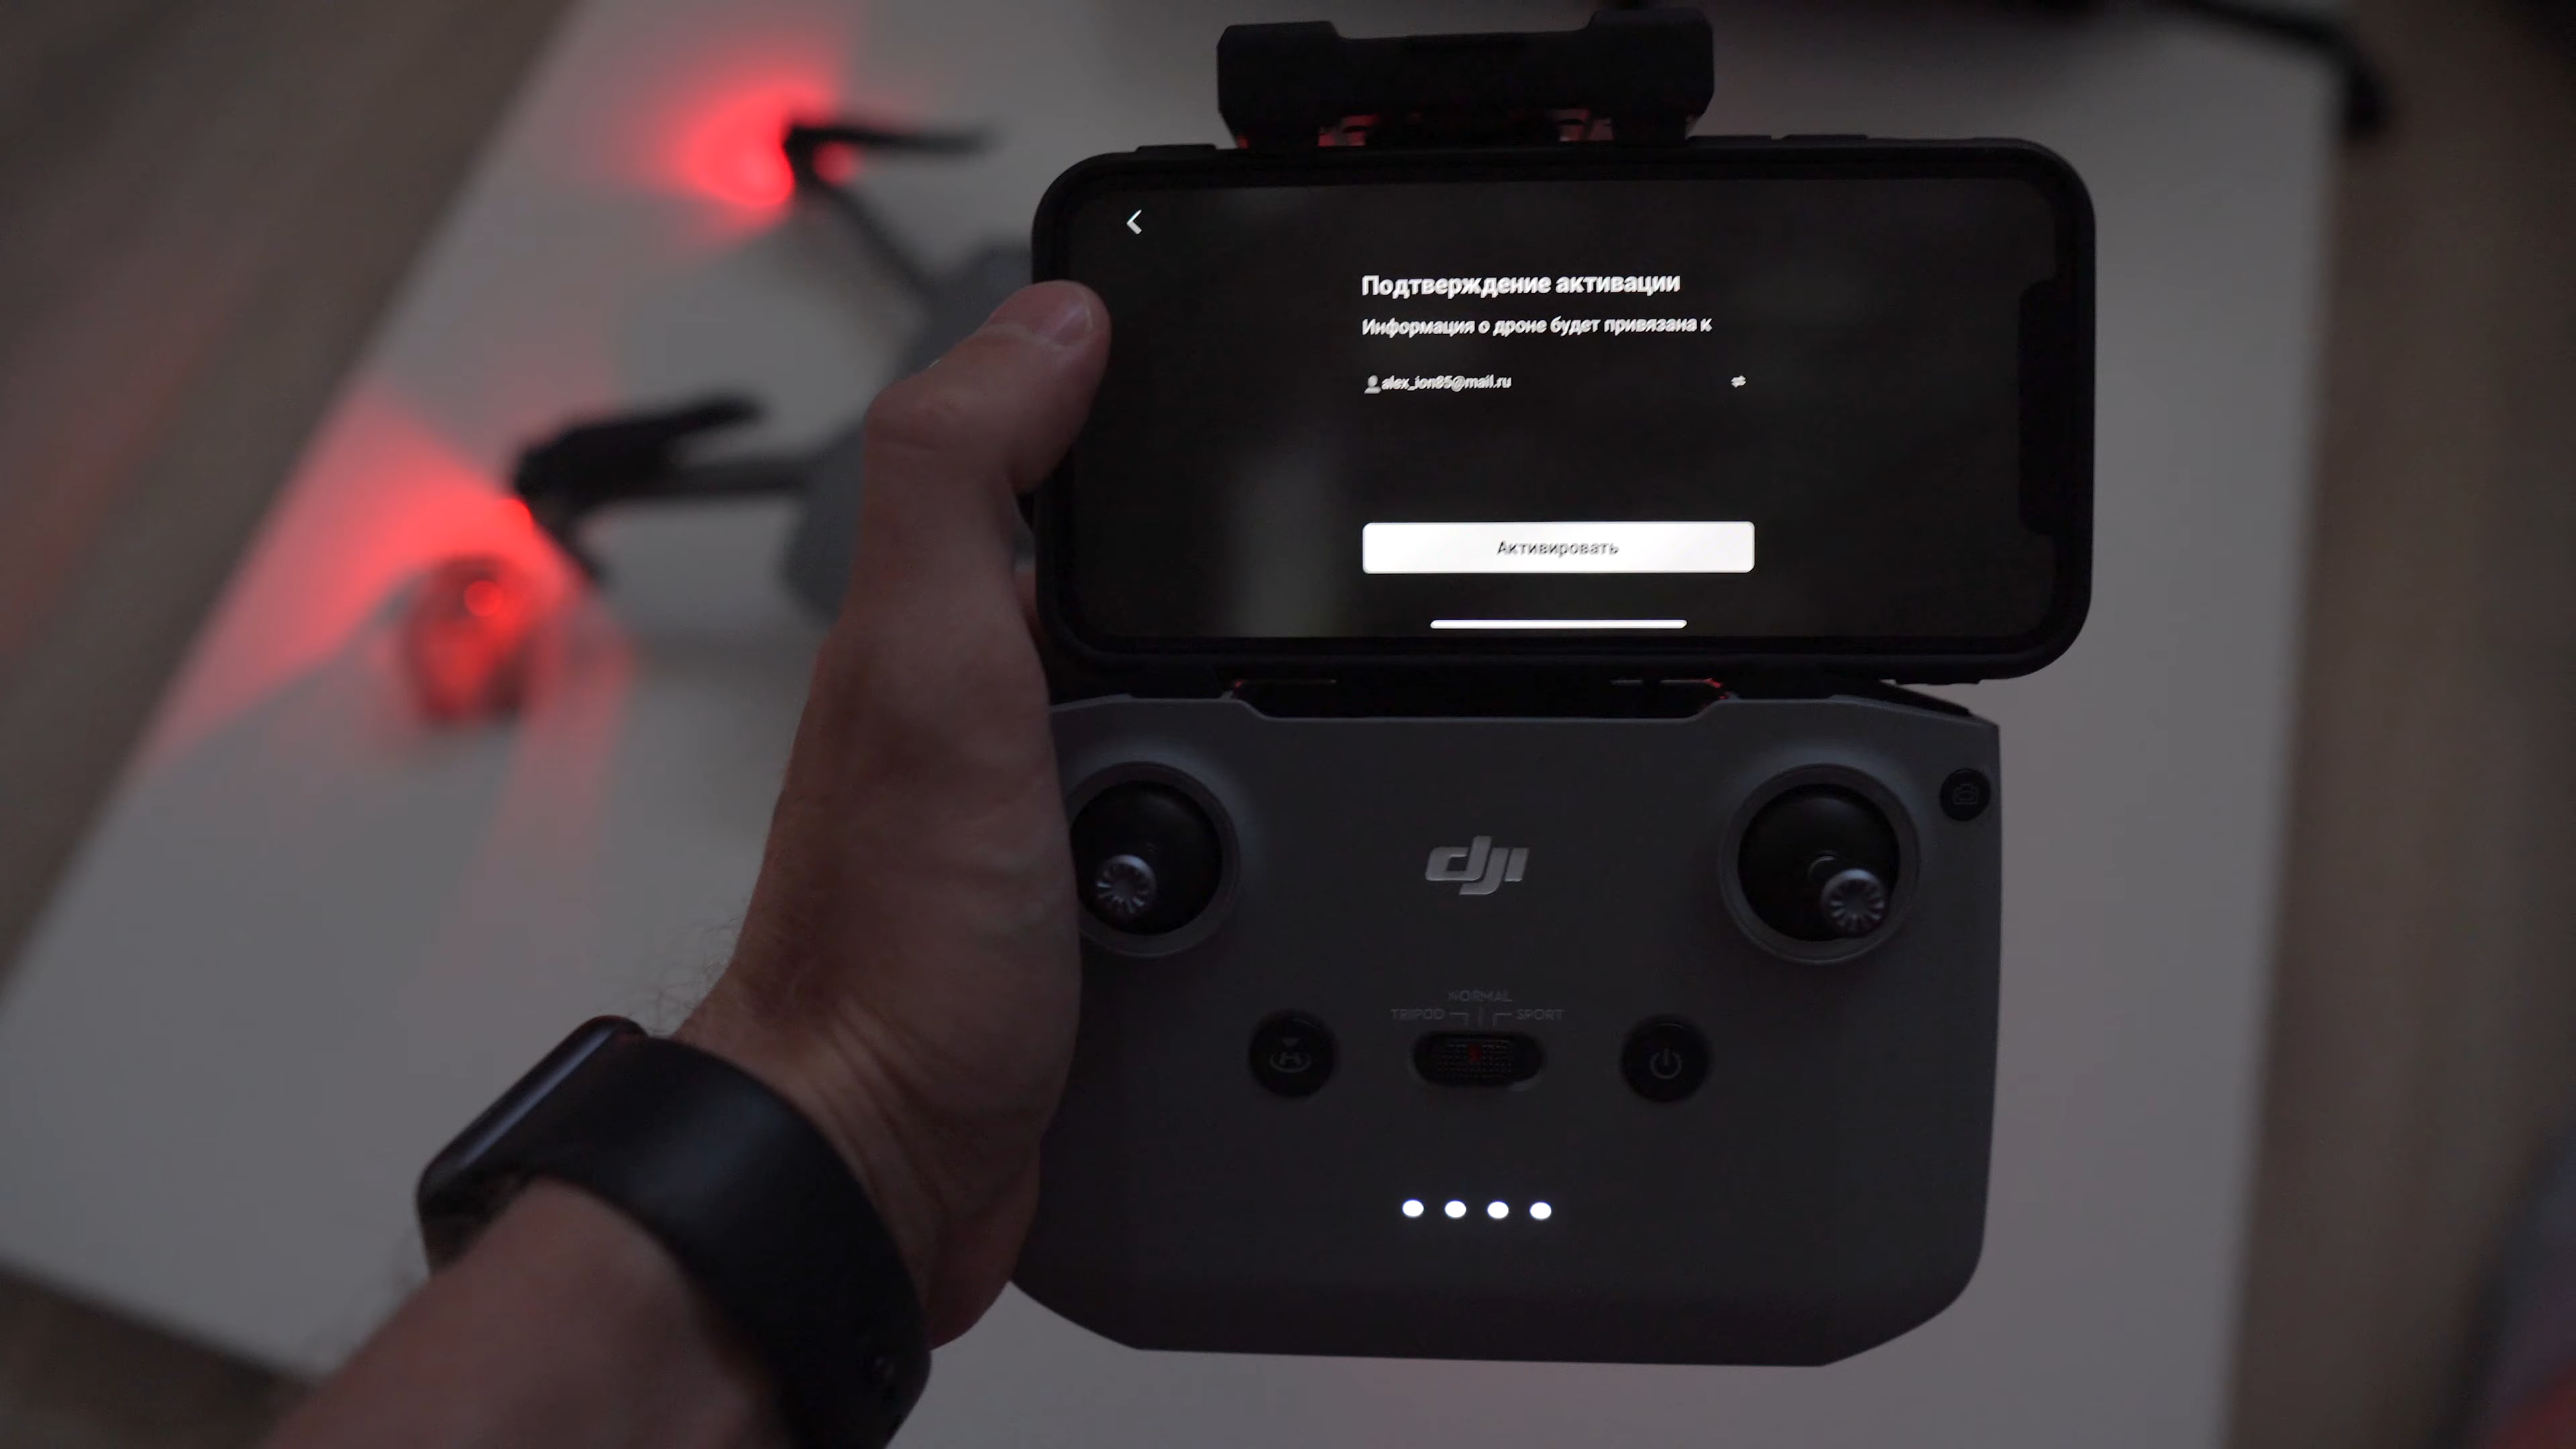 Подтверждение активации
Информация о дроне будет привязана к
alex_ion85@mail.ru
Активировать
dji
NORMAL
TRIPOD
SPORT